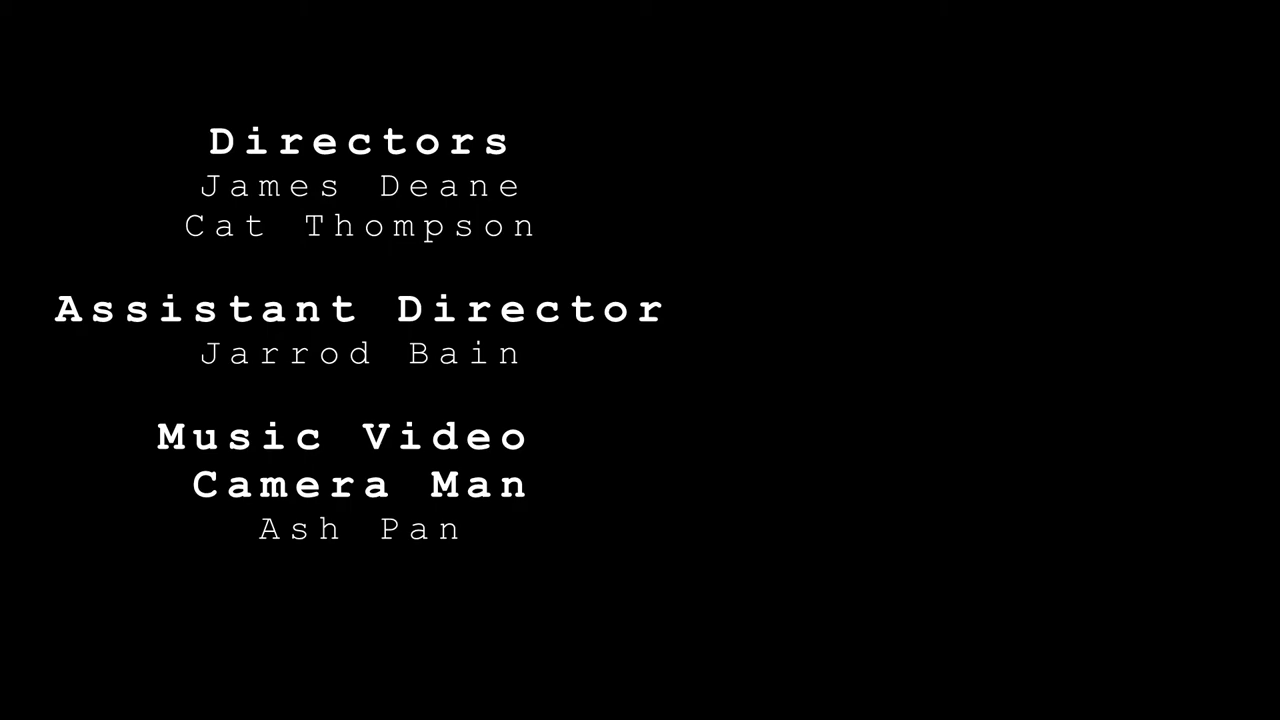 Directors
James Deane
Cat Thompson
Assistant Director
Jarrod Bain
Music Video
Camera Man
Ash Pan